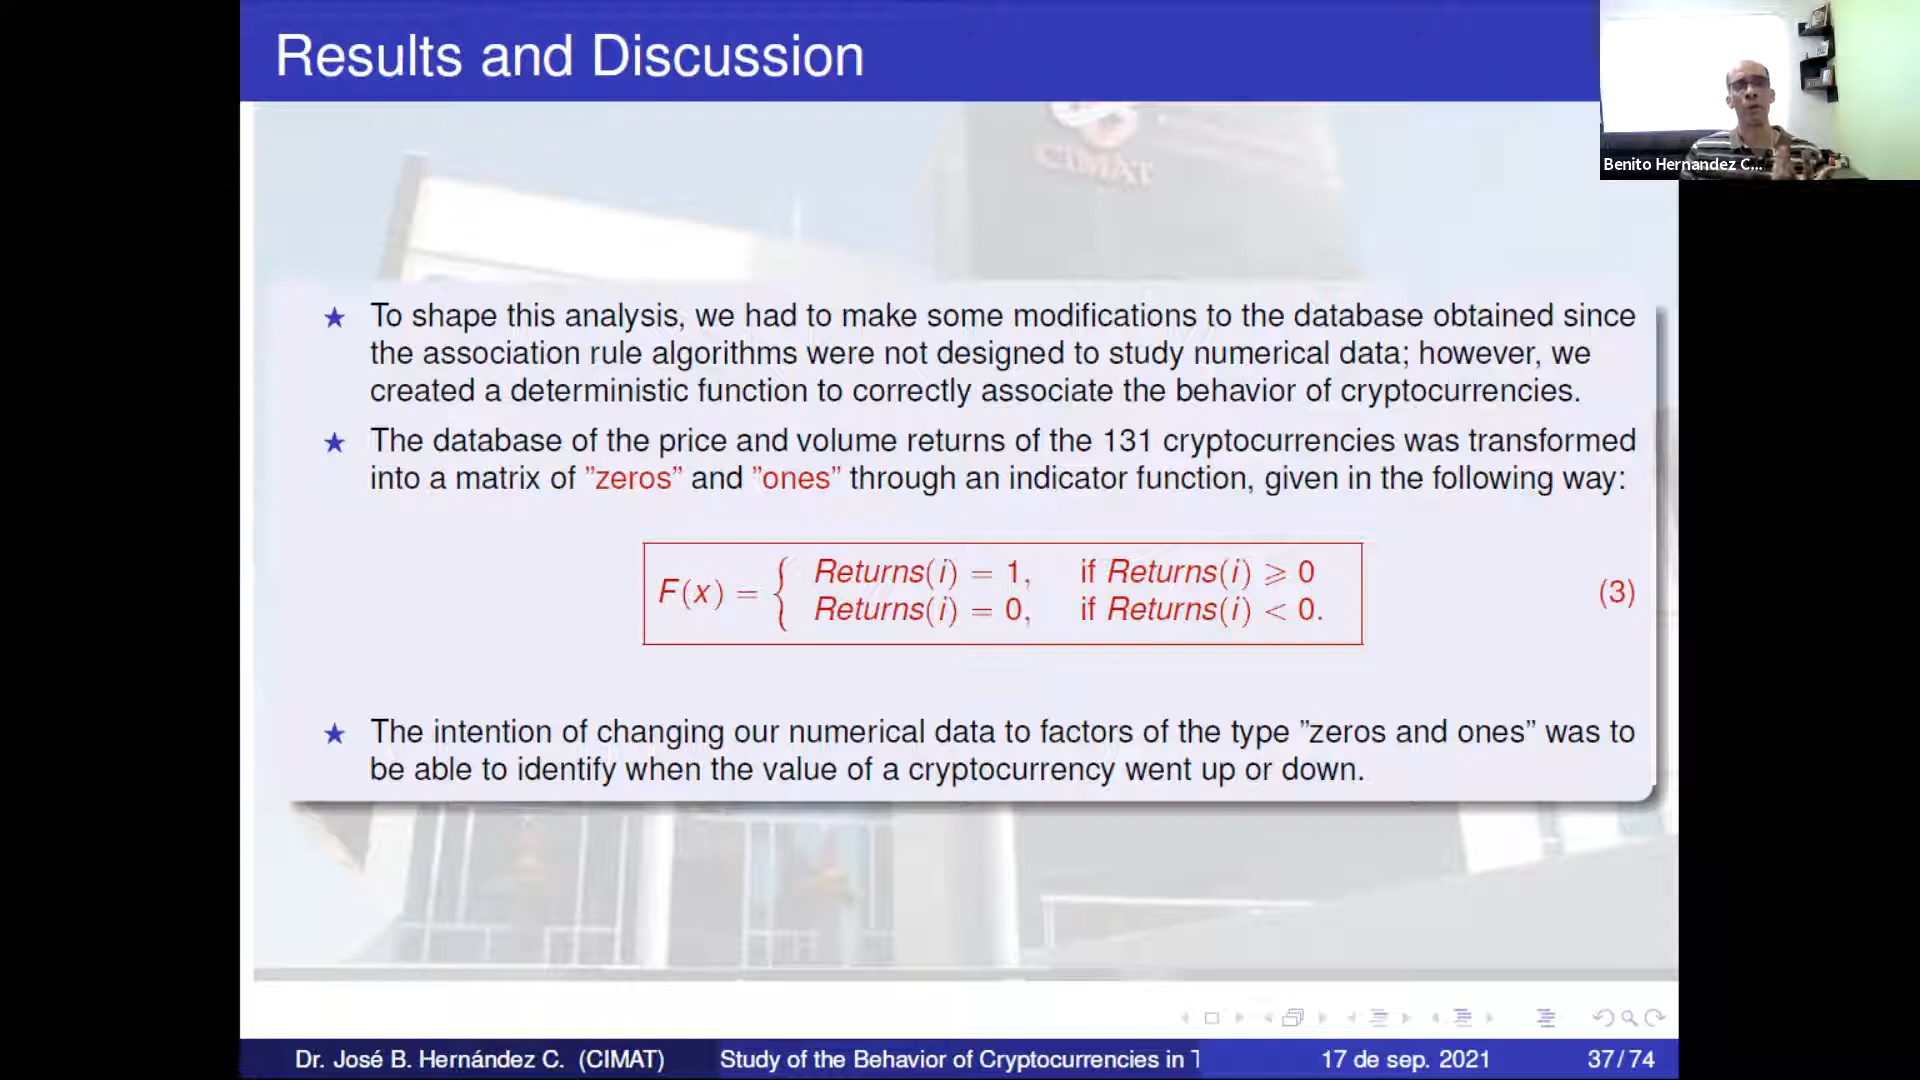 Results and Discussion
CIMAT
Benito Hernandez C...
★ To shape this analysis, we had to make some modifications to the database obtained since
the association rule algorithms were not designed to study numerical data; however, we
created a deterministic function to correctly associate the behavior of cryptocurrencies.
★ The database of the price and volume returns of the 131 cryptocurrencies was transformed
into a matrix of ”zeros” and ”ones” through an indicator function, given in the following way:
F(x) = { Returns(i) = 1, if Returns(i) ⩾ 0
Returns(i) = 0, if Returns(i) < 0.
(3)
★ The intention of changing our numerical data to factors of the type ”zeros and ones” was to
be able to identify when the value of a cryptocurrency went up or down.
Dr. José B. Hernández C. (CIMAT) Study of the Behavior of Cryptocurrencies in T 17 de sep. 2021 37/74